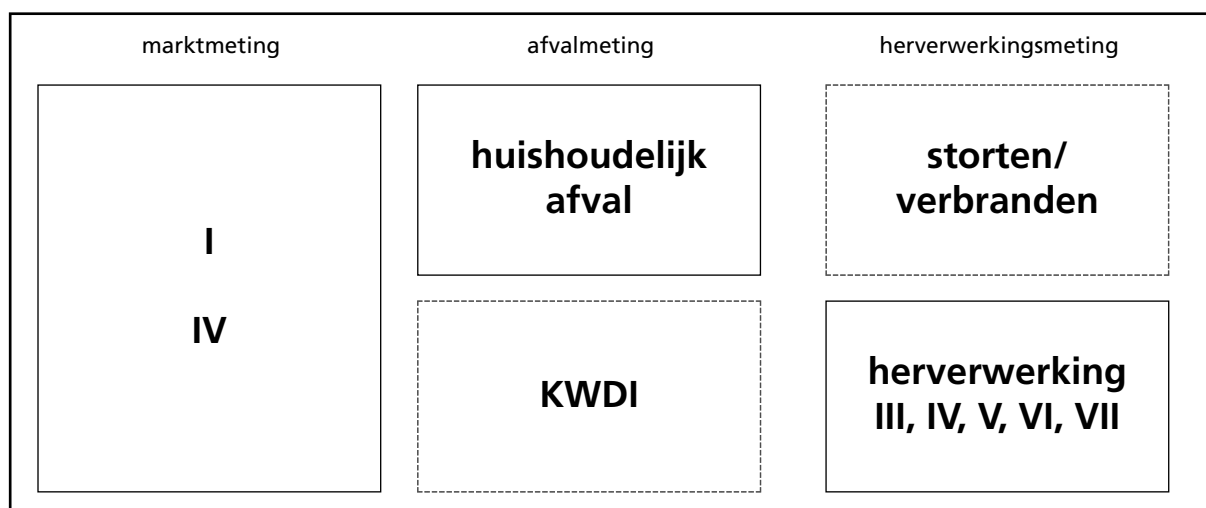 marktmeting
I
IV
afvalmeting
huishoudelijk
afval
KWDI
herverwerkingsmeting
storten/
verbranden
herverwerking
III, IV, V, VI, VII